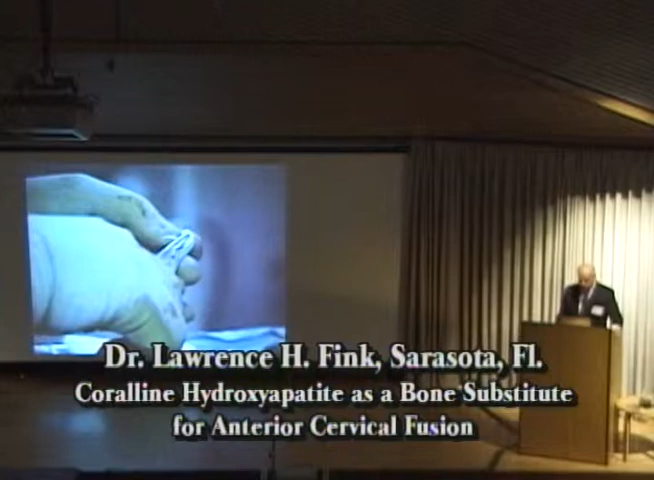 Dr. Lawrence H. Fink, Sarasota, Fl.
Coralline Hydroxyapatite as a Bone Substitute
for Anterior Cervical Fusion